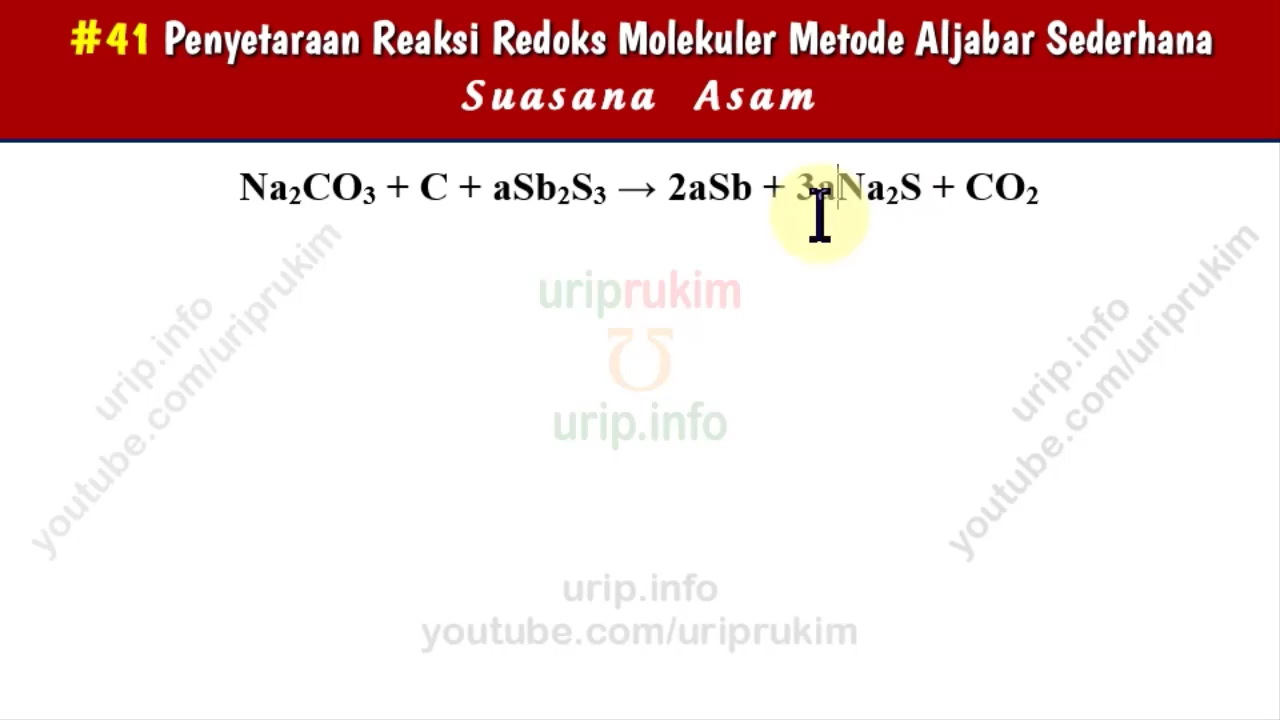 #41 Penyetaraan Reaksi Redoks Molekuler Metode Aljabar Sederhana
Suasana Asam
Na₂CO₃ + C + aSb₂S₃ → 2aSb + 3aNa₂S + CO₂
urip.info
youtube.com/uriprukim
uriprukim
urip.info
urip.info
youtube.com/uriprukim
urip.info
youtube.com/uriprukim